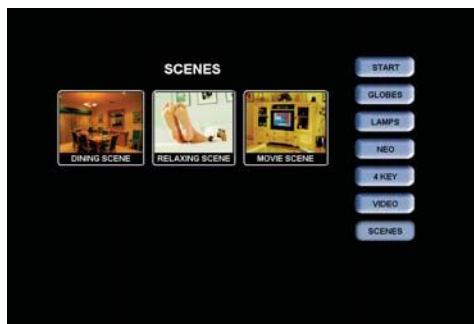 SCENES
DINING SCENE
RELAXING SCENE
MOVIE SCENE
START
GLOBES
LAMPS
NEO
4 KEY
VIDEO
SCENES